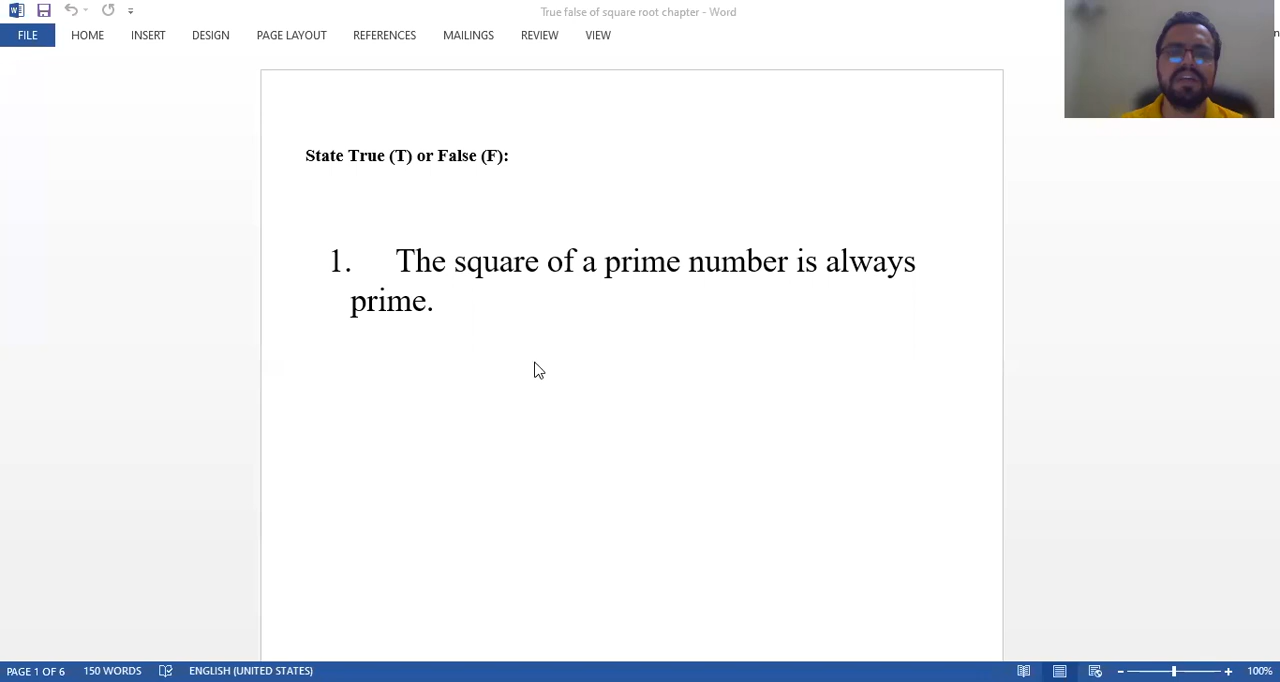 True false of square root chapter - Word
FILE HOME INSERT DESIGN PAGE LAYOUT REFERENCES MAILINGS REVIEW VIEW
State True (T) or False (F):
1. The square of a prime number is always
prime.
PAGE 1 OF 6 150 WORDS ENGLISH (UNITED STATES) 100%